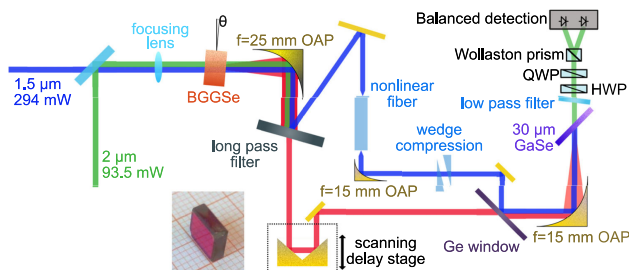 Balanced detection
θ
focusing
lens
f=25 mm OAP
Wollaston prism
QWP
HWP
nonlinear
fiber
low pass filter
1.5 µm
294 mW
BGGSe
30 µm
GaSe
wedge
compression
long pass
filter
2 µm
93.5 mW
f=15 mm OAP
scanning
delay stage
Ge window
f=15 mm OAP